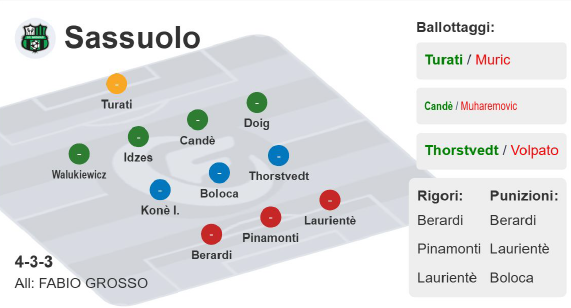 Sassuolo
Turati
Doig
Candè
Idzes
Walukiewicz
Thorstvedt
Boloca
Konè I.
Laurientè
Pinamonti
Berardi
4-3-3
All: FABIO GROSSO
Ballottaggi:
Turati / Muric
Candè / Muharemovic
Thorstvedt / Volpato
Rigori: Punizioni:
Berardi Berardi
Pinamonti Laurientè
Laurientè Boloca